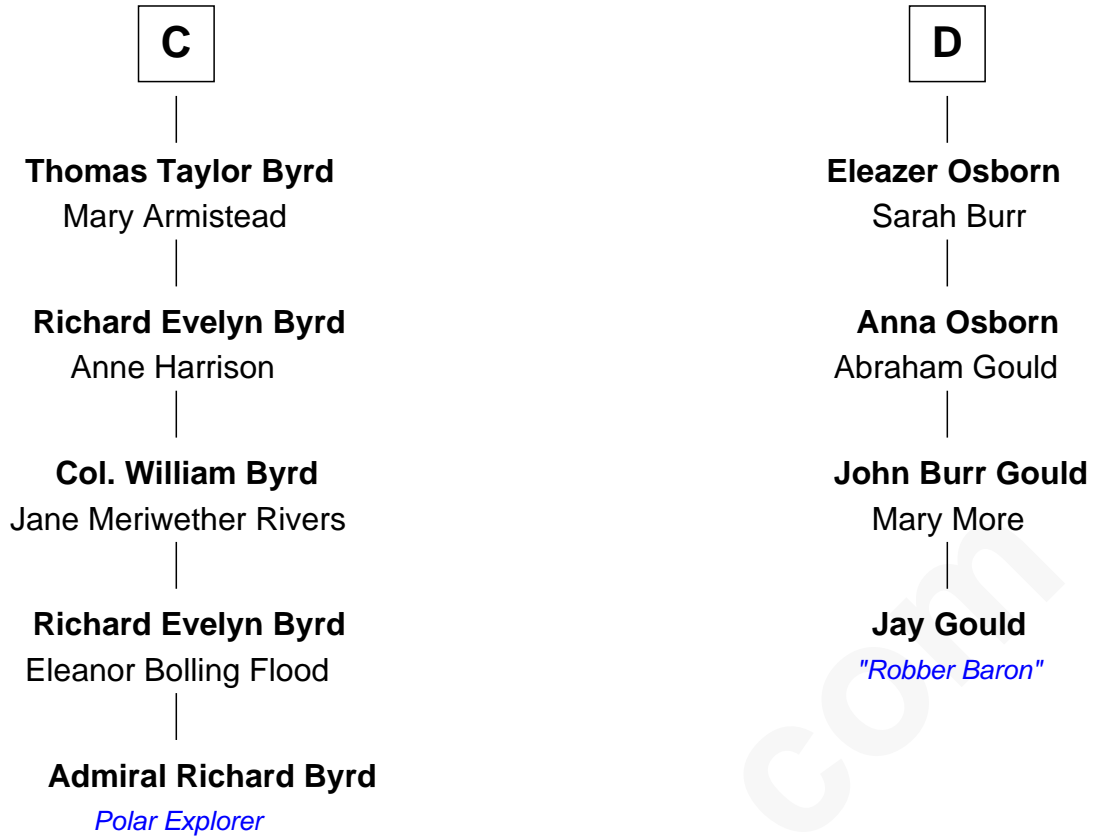 C
Thomas Taylor Byrd
Mary Armistead
Richard Evelyn Byrd
Anne Harrison
Col. William Byrd
Jane Meriwether Rivers
Richard Evelyn Byrd
Eleanor Bolling Flood
Admiral Richard Byrd
Polar Explorer
D
Eleazer Osborn
Sarah Burr
Anna Osborn
Abraham Gould
John Burr Gould
Mary More
Jay Gould
"Robber Baron"
com